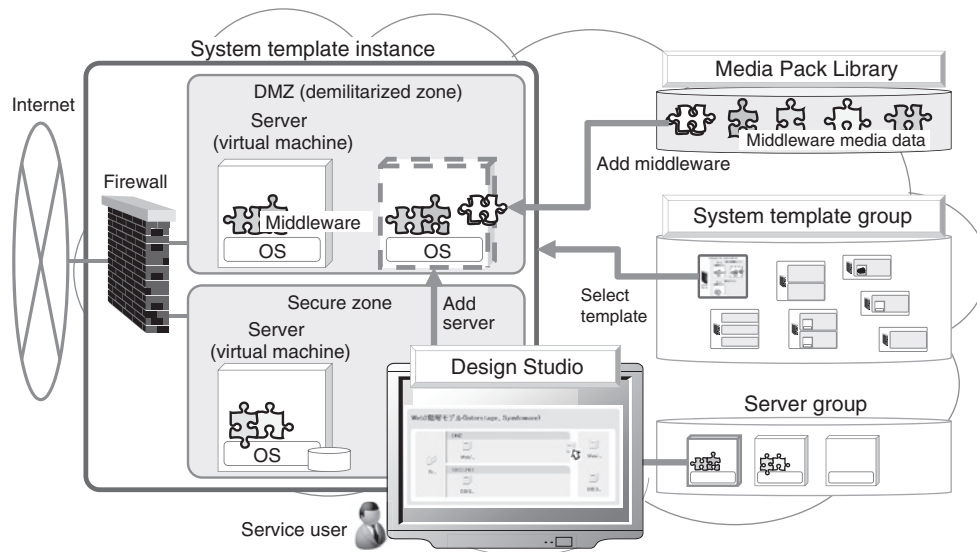 System template instance
DMZ (demilitarized zone)
Internet
Server
(virtual machine)
Firewall
Middleware
OS
OS
Media Pack Library
Middleware media data
Add middleware
System template group
Select
template
Secure zone
Add
server
Server
(virtual machine)
OS
Design Studio
DMZ
Server group
Service user